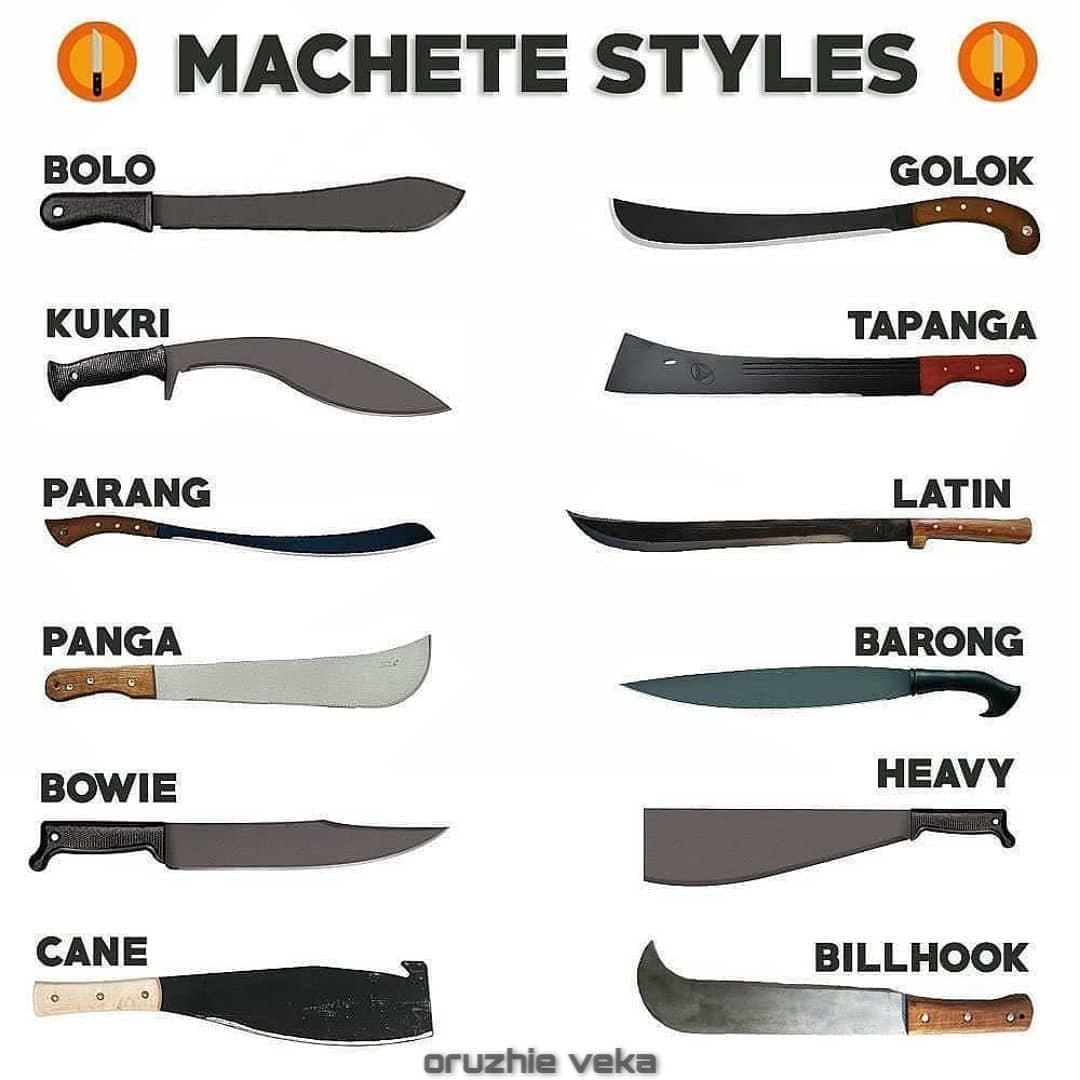 MACHETE STYLES
BOLO
GOLOK
KUKRI
TAPANGA
PARANG
LATIN
PANGA
BARONG
BOWIE
HEAVY
CANE
BILLHOOK
oruzhie veka